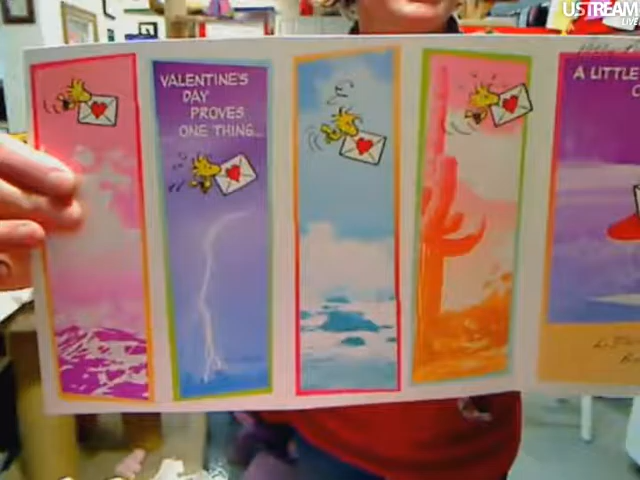 USTREAM
LIVE
VALENTINE'S
DAY
PROVES
ONE THING...
A LITTLE